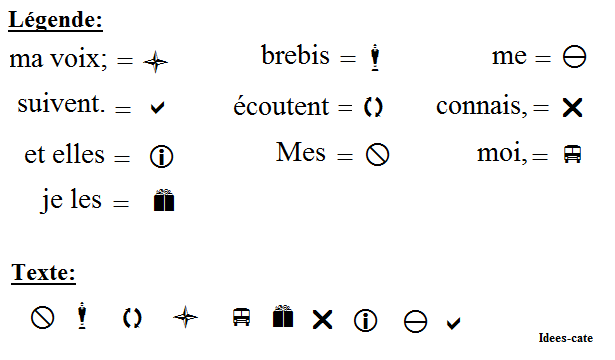 Légende:
ma voix; = brebis = me =
suivent. = écoutent = connais, =
et elles = Mes = moi, =
je les =
Texte:
Idees-cate